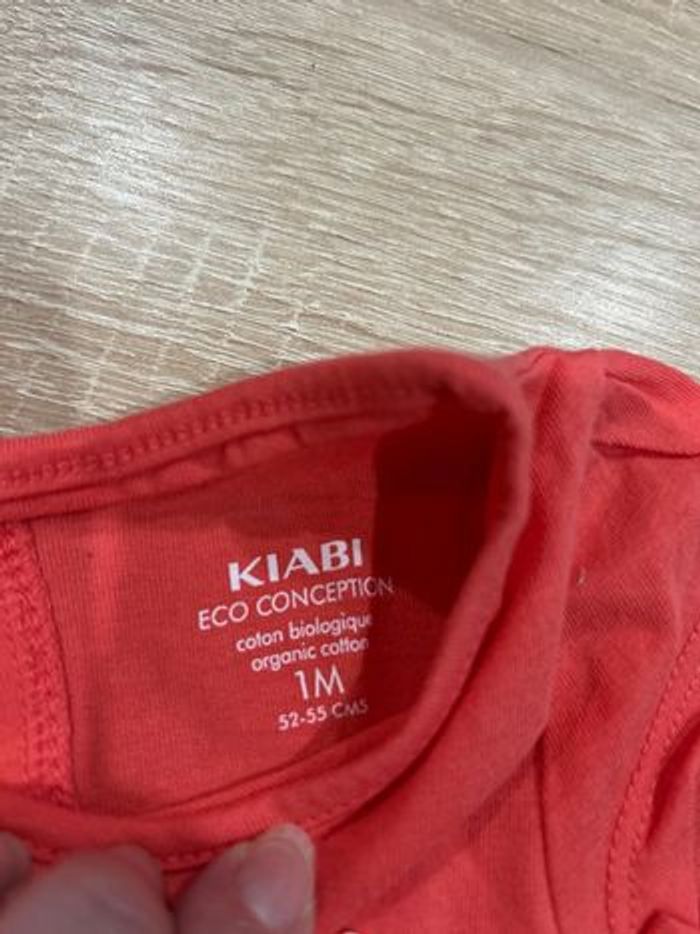 KIABI
ECO CONCEPTION
coton biologique
organic cotton
1M
52-55 CMS